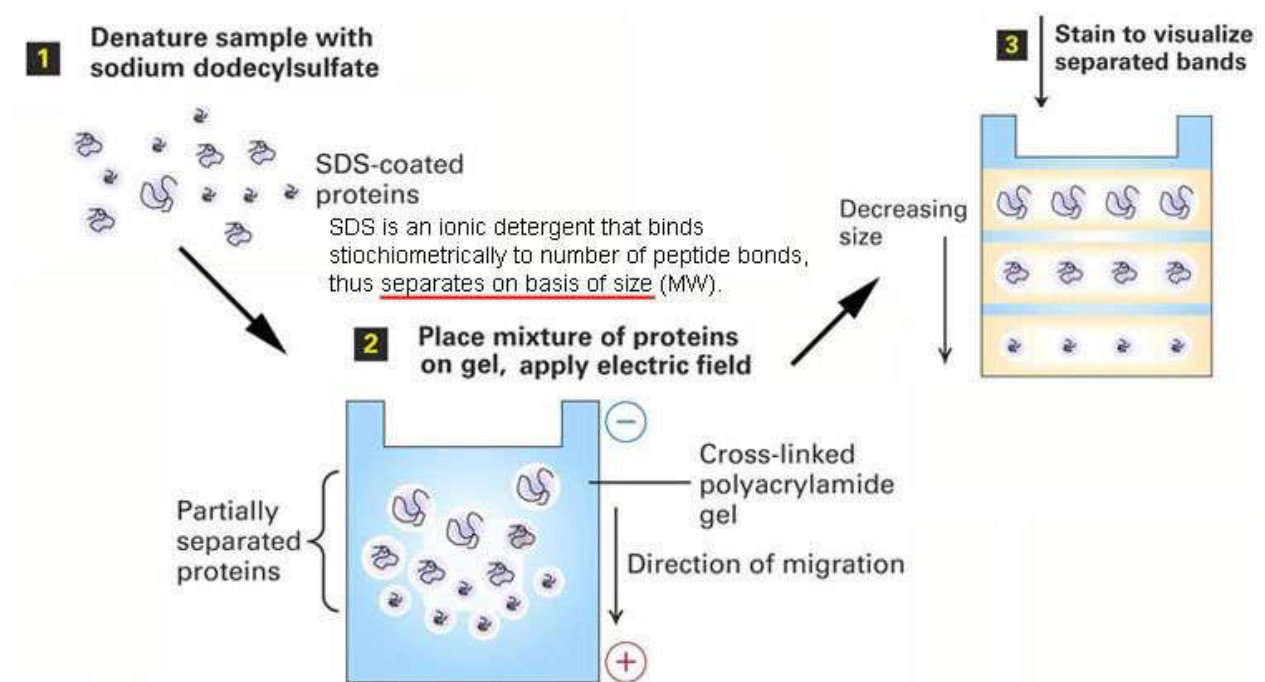 1
Denature sample with
sodium dodecylsulfate
SDS-coated
proteins
SDS is an ionic detergent that binds
stiochiometrically to number of peptide bonds,
thus separates on basis of size (MW).
2
Place mixture of proteins
on gel, apply electric field
−
Cross-linked
polyacrylamide
gel
Partially
separated
proteins
Direction of migration
+
3
Stain to visualize
separated bands
Decreasing
size